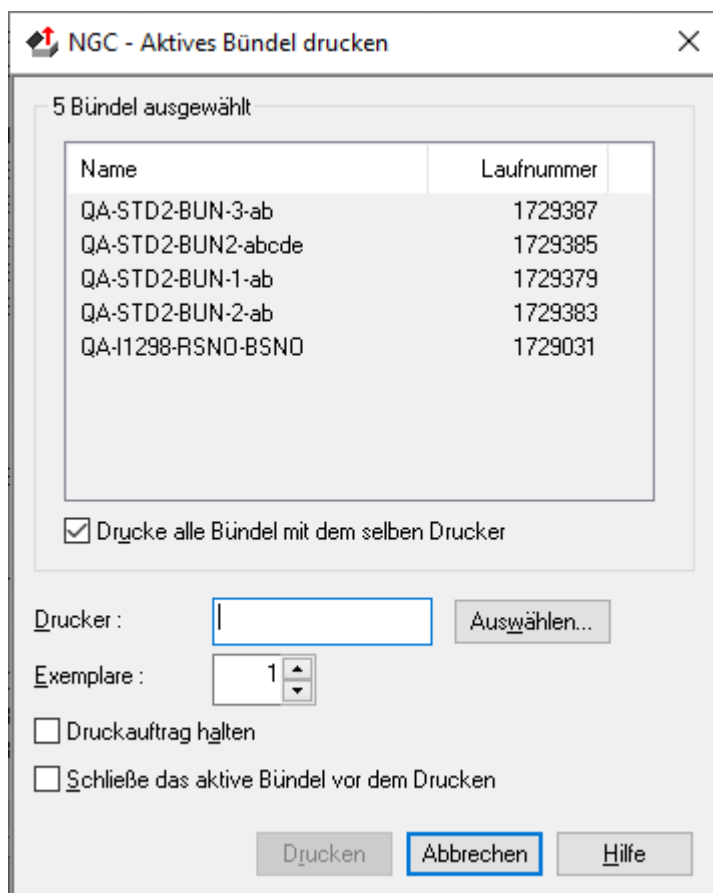 NGC - Aktives Bündel drucken
5 Bündel ausgewählt
Name Laufnummer
QA-STD2-BUN-3-ab 1729387
QA-STD2-BUN2-abcde 1729385
QA-STD2-BUN-1-ab 1729379
QA-STD2-BUN-2-ab 1729383
QA-I1298-RSNO-BSNO 1729031
Drucke alle Bündel mit dem selben Drucker
Drucker : Auswählen...
Exemplare : 1
Druckauftrag halten
Schließe das aktive Bündel vor dem Drucken
Drucken Abbrechen Hilfe